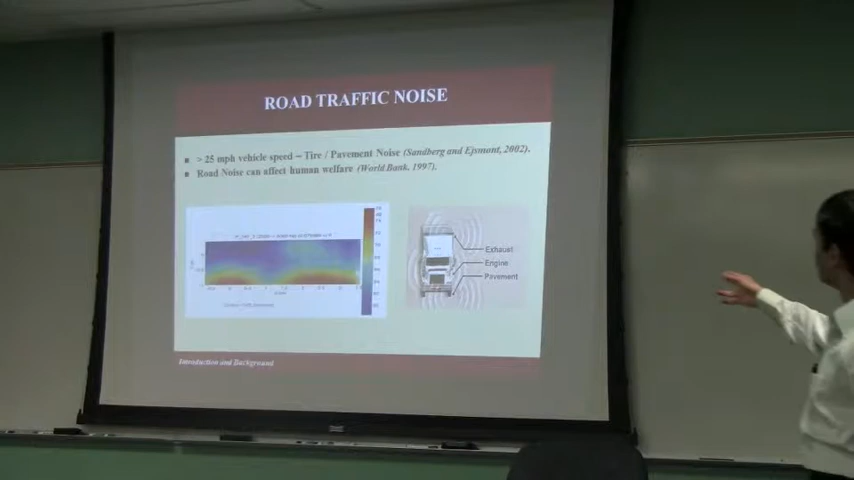 ROAD TRAFFIC NOISE
> 25 mph vehicle speed – Tire / Pavement Noise (Sandberg and Ejsmont, 2002).
Road Noise can affect human welfare (World Bank, 1997).
Exhaust
Engine
Pavement
Introduction and Background